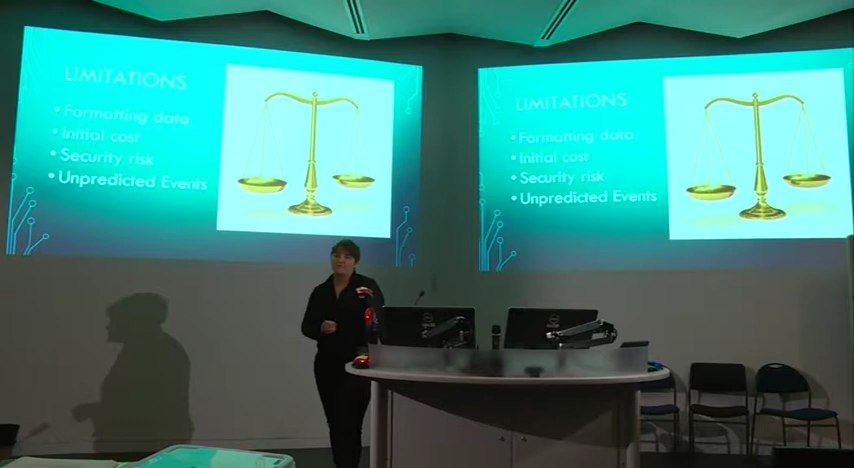 LIMITATIONS
• Formatting data
• Initial cost
• Security risk
• Unpredicted Events
LIMITATIONS
• Formatting data
• Initial cost
• Security risk
• Unpredicted Events